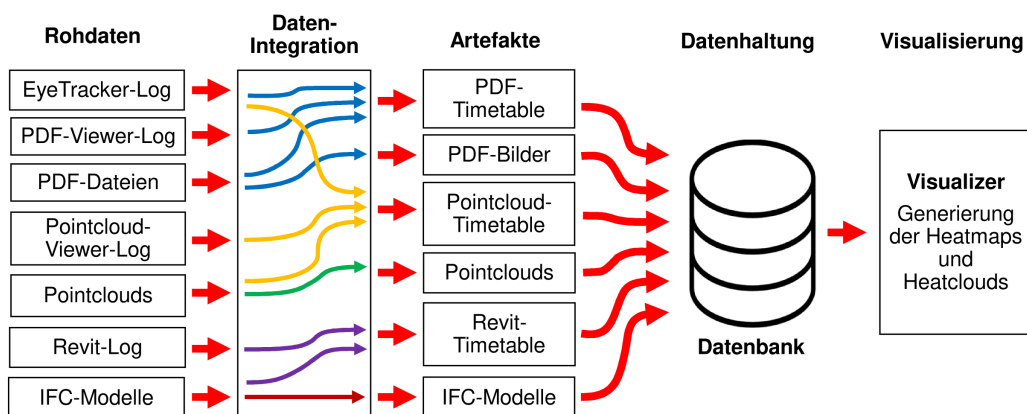 Rohdaten
EyeTracker-Log
PDF-Viewer-Log
PDF-Dateien
Pointcloud-
Viewer-Log
Pointclouds
Revit-Log
IFC-Modelle
Daten-
Integration
Artefakte
PDF-
Timetable
PDF-Bilder
Pointcloud-
Timetable
Pointclouds
Revit-
Timetable
IFC-Modelle
Datenhaltung
Datenbank
Visualisierung
Visualizer
Generierung
der Heatmaps
und
Heatclouds